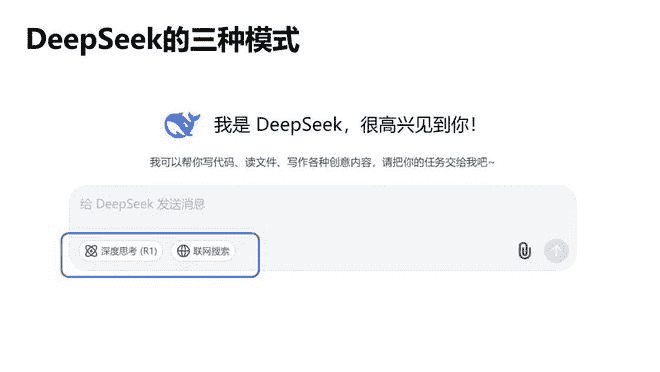 DeepSeek的三种模式
我是 DeepSeek，很高兴见到你！
我可以帮你写代码、读文件、写作各种创意内容，请把你的任务交给我吧~
给 DeepSeek 发送消息
深度思考 (R1) 联网搜索